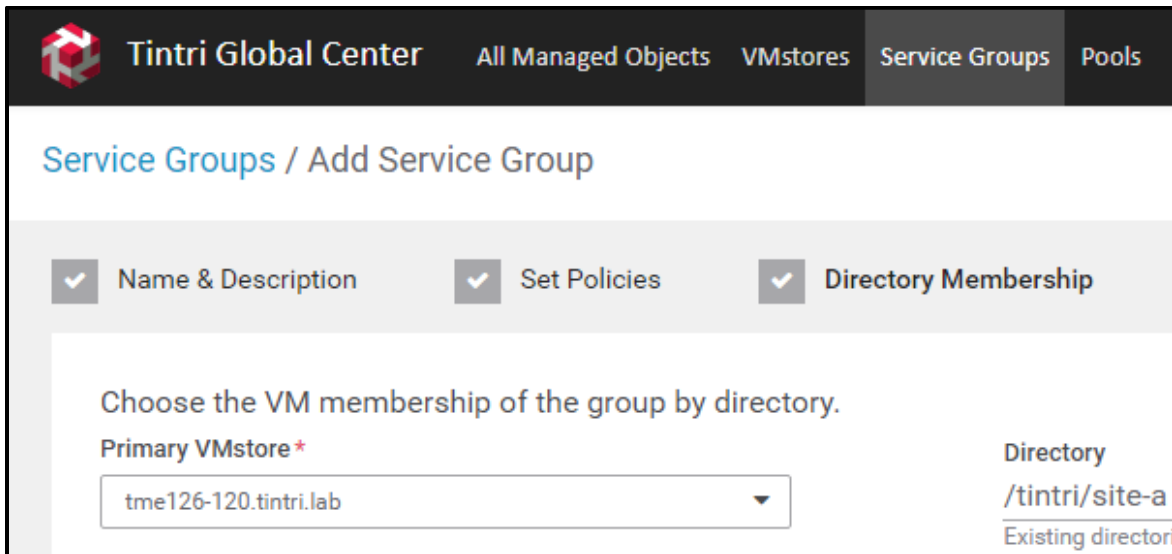 Tintri Global Center All Managed Objects VMstores Service Groups Pools
Service Groups / Add Service Group
Name & Description Set Policies Directory Membership
Choose the VM membership of the group by directory.
Primary VMstore *
tme126-120.tintri.lab
Directory
/tintri/site-a
Existing directori